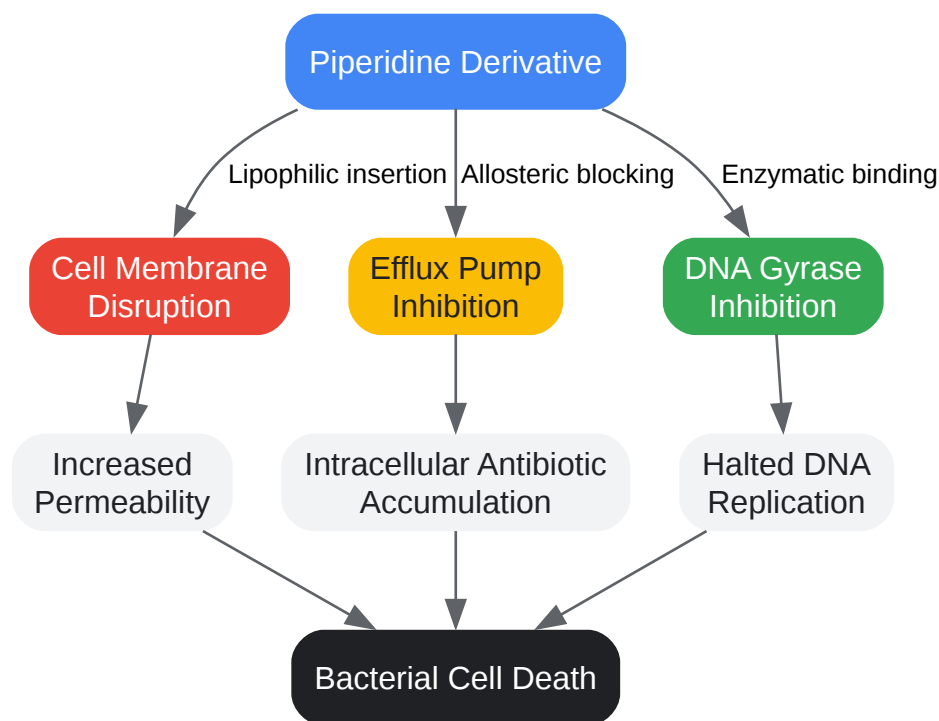 Piperidine Derivative
Lipophilic insertion
Allosteric blocking
Enzymatic binding
Cell Membrane
Disruption
Efflux Pump
Inhibition
DNA Gyrase
Inhibition
Increased
Permeability
Intracellular Antibiotic
Accumulation
Halted DNA
Replication
Bacterial Cell Death